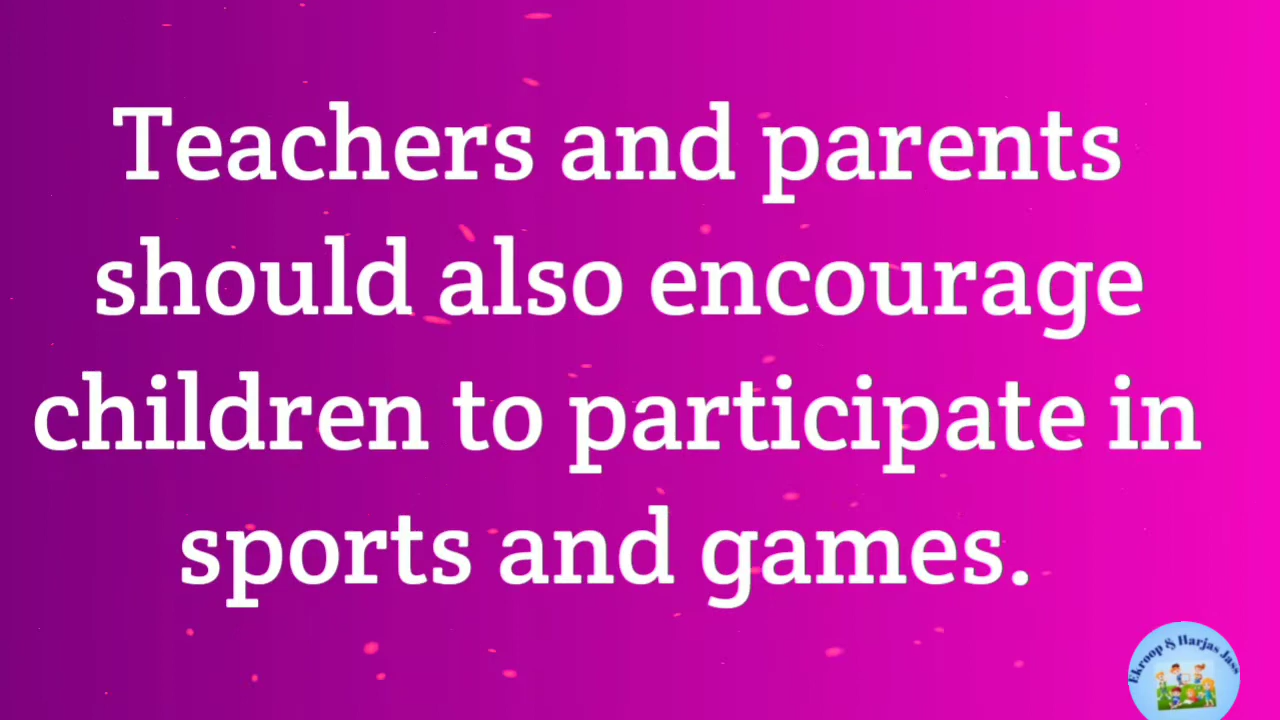 Teachers and parents
should also encourage
children to participate in
sports and games.
Ekroop & Harjas Jass